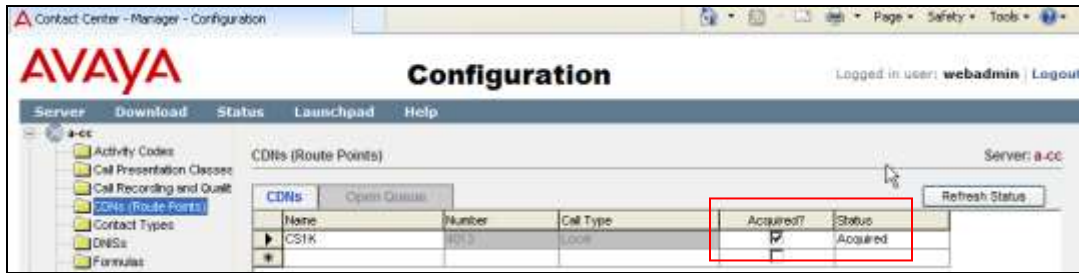 Contact Center - Manager - Configuration
Page Safety Tools
AVAYA
Configuration
Logged in user: webadmin | Logout
Server Download Status Launchpad Help
a-cc
Activity Codes
Call Presentation Classes
Call Recording and Qualit
CDNs (Route Points)
Contact Types
DNISs
Formulas
CDNs (Route Points)
Server: a-cc
CDNs Open Queue
Refresh Status
Name Number Call Type Acquired? Status
CS1K 4013 Local Acquired